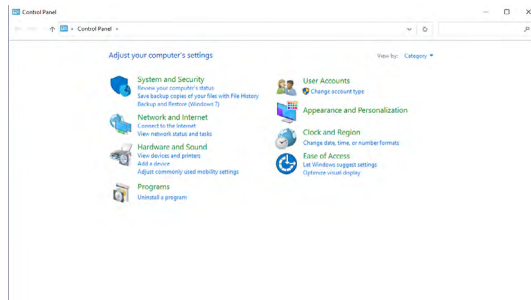 Control Panel
Control Panel
Adjust your computer's settings
View by: Category
System and Security
Review your computer's status
Save backup copies of your files with File History
Backup and Restore (Windows 7)
Network and Internet
Connect to the Internet
View network status and tasks
Hardware and Sound
View devices and printers
Add a device
Adjust commonly used mobility settings
Programs
Uninstall a program
User Accounts
Change account type
Appearance and Personalization
Clock and Region
Change date, time, or number formats
Ease of Access
Let Windows suggest settings
Optimize visual display